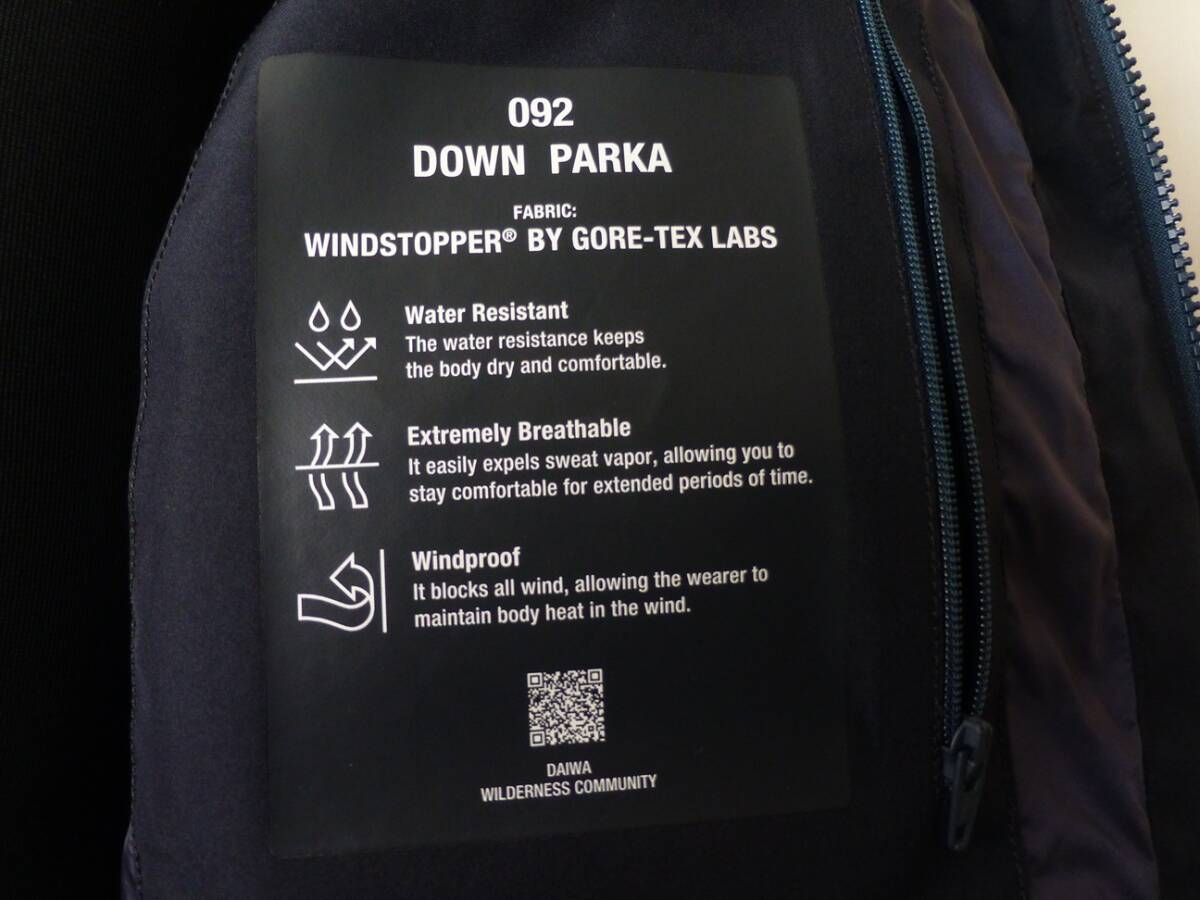 092
DOWN PARKA
FABRIC:
WINDSTOPPER® BY GORE-TEX LABS
Water Resistant
The water resistance keeps
the body dry and comfortable.
Extremely Breathable
It easily expels sweat vapor, allowing you to
stay comfortable for extended periods of time.
Windproof
It blocks all wind, allowing the wearer to
maintain body heat in the wind.
DAIWA
WILDERNESS COMMUNITY